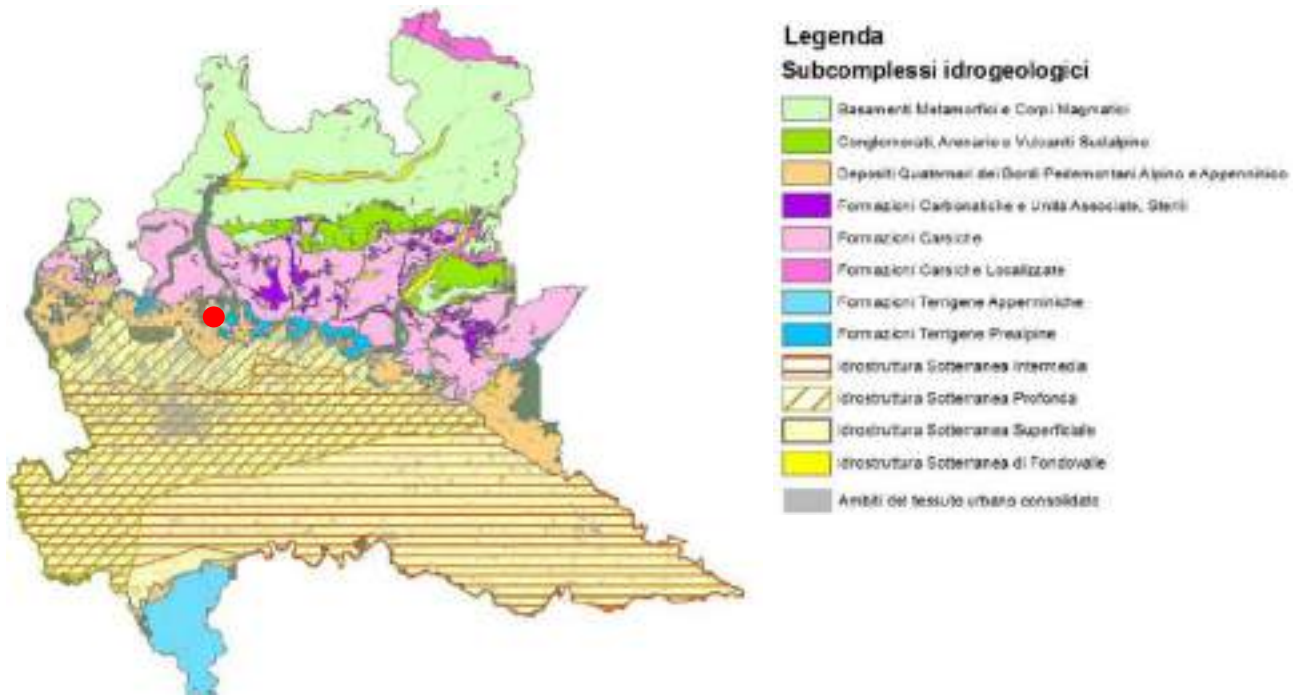 Legenda
Subcomplessi idrogeologici
Basamenti Metamorfici e Corpi Magmatici
Conglomerati, Arenarie e Vulcaniti Sudalpine
Depositi Quaternari dei Bordi Pedemontani Alpino e Appenninico
Formazioni Carbonatiche e Unità Associate, Sterili
Formazioni Carsiche
Formazioni Carsiche Localizzate
Formazioni Terrigene Appenniniche
Formazioni Terrigene Prealpine
Idrostruttura Sotterranea Intermedia
Idrostruttura Sotterranea Profonda
Idrostruttura Sotterranea Superficiale
Idrostruttura Sotterranea di Fondovalle
Ambiti del tessuto urbano consolidato